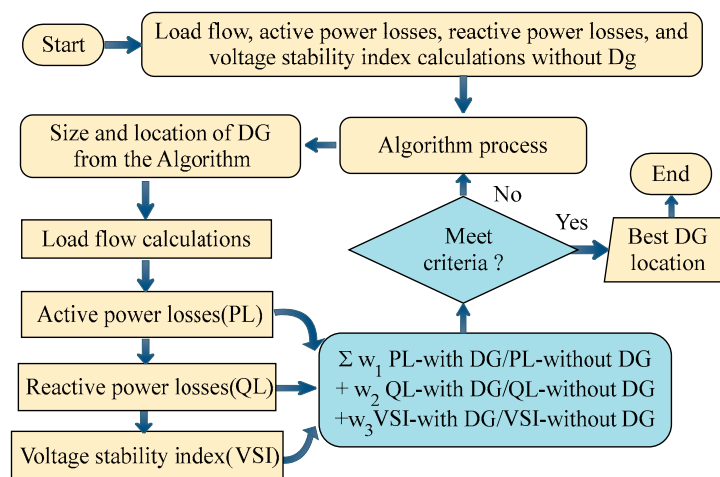 Start
Load flow, active power losses, reactive power losses, and
voltage stability index calculations without Dg
Size and location of DG
from the Algorithm
Algorithm process
End
No
Yes
Load flow calculations
Meet
criteria ?
Best DG
location
Active power losses(PL)
Σ w1 PL-with DG/PL-without DG
+ w2 QL-with DG/QL-without DG
+w3VSI-with DG/VSI-without DG
Reactive power losses(QL)
Voltage stability index(VSI)